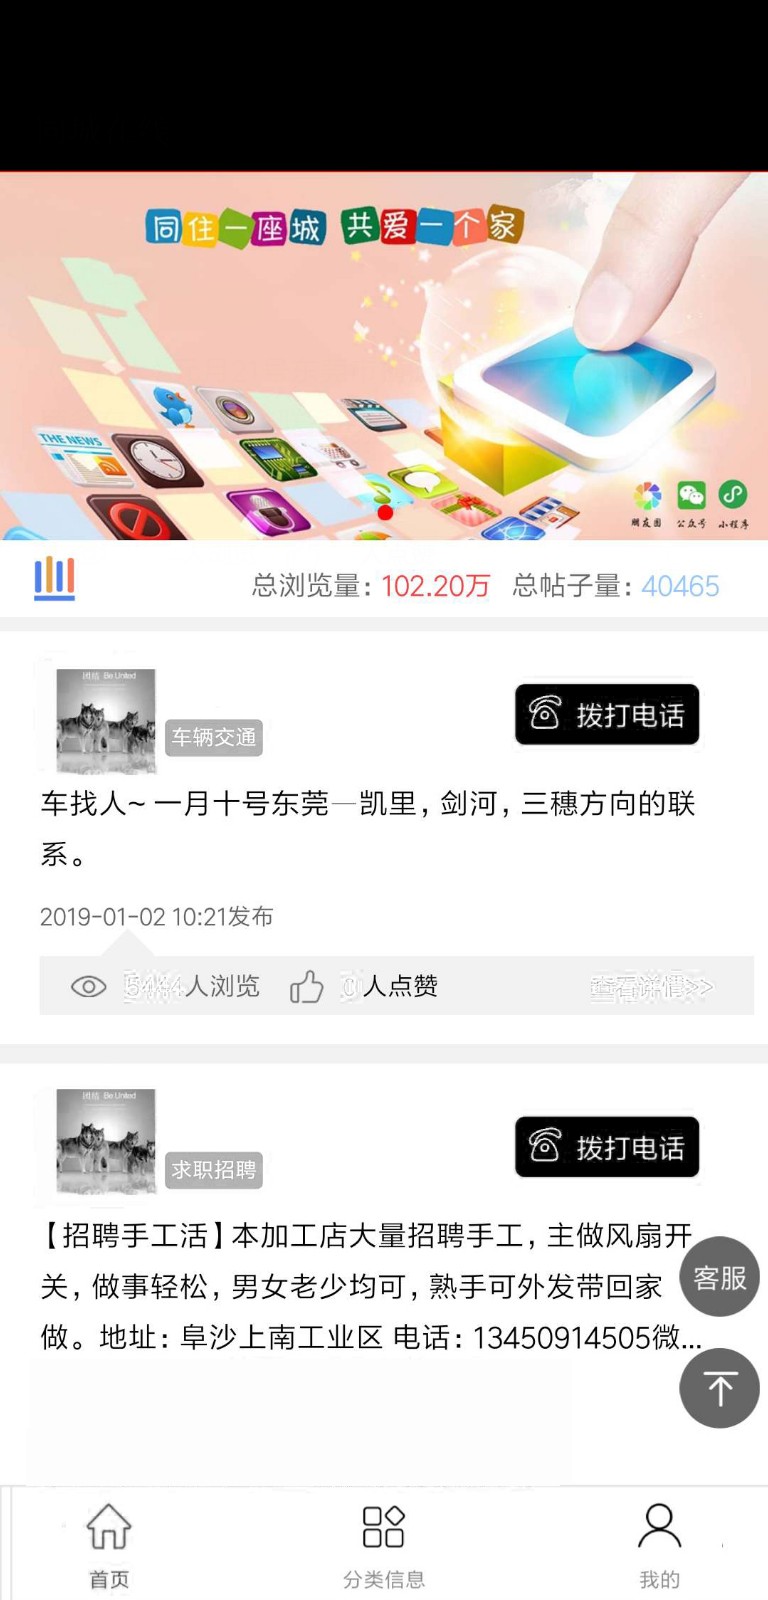 同住一座城 共爱一个家
THE NEWS
朋友圈 公众号 小程序
总浏览量: 102.20万 总帖子量: 40465
团结 Be United
车辆交通
拨打电话
车找人~ 一月十号东莞—凯里, 剑河, 三穗方向的联
系。
2019-01-02 10:21发布
5444人浏览 0 人点赞 查看详情>>
团结 Be United
求职招聘
拨打电话
【招聘手工活】本加工店大量招聘手工, 主做风扇开
关, 做事轻松, 男女老少均可, 熟手可外发带回家
做。地址: 阜沙上南工业区 电话: 13450914505微...
客服
首页 分类信息 我的